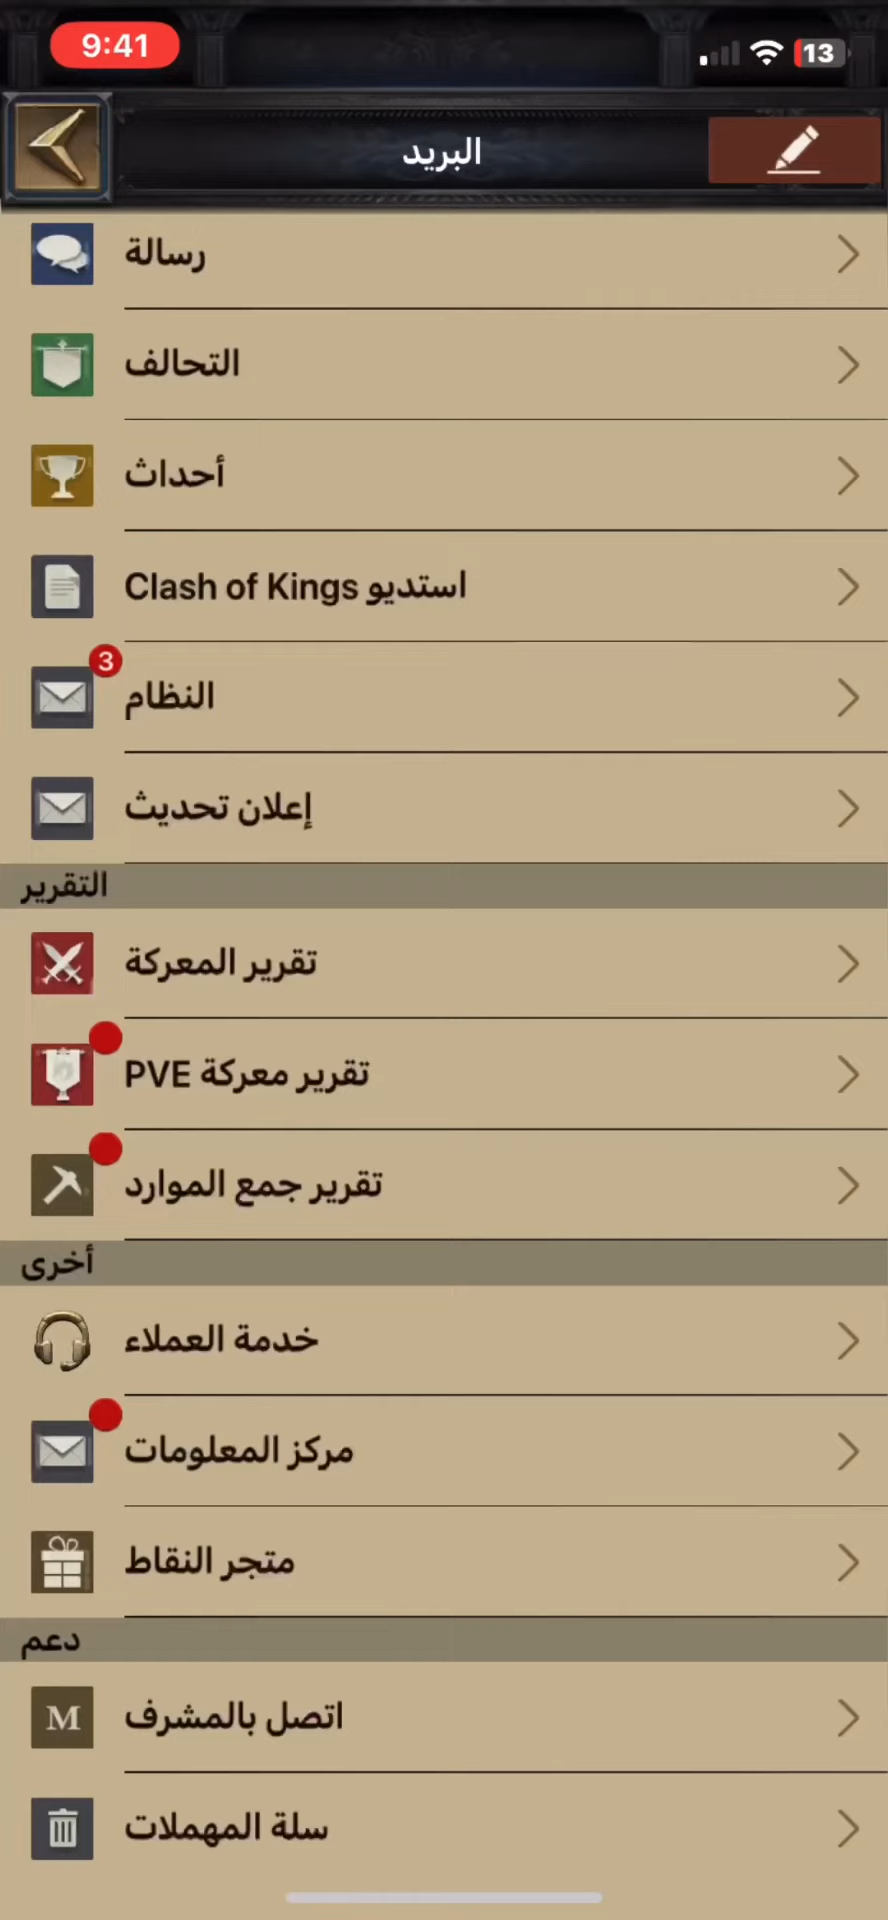 9:41
13
البريد
رسالة
التحالف
أحداث
استديو Clash of Kings
3
النظام
إعلان تحديث
التقرير
تقرير المعركة
تقرير معركة PVE
تقرير جمع الموارد
أخرى
خدمة العملاء
مركز المعلومات
متجر النقاط
دعم
M
اتصل بالمشرف
سلة المهملات